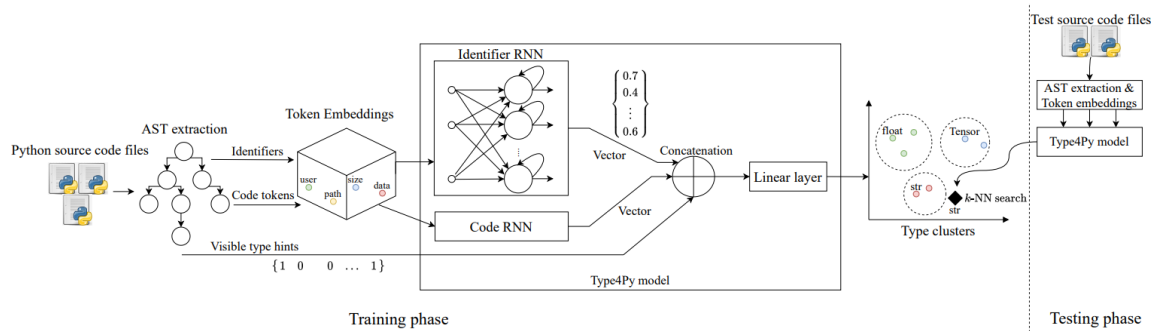 Python source code files
AST extraction
Identifiers
Code tokens
Visible type hints
{1 0 0 … 1}
Token Embeddings
user
path
size
data
Identifier RNN
Code RNN
0.7
0.4
⋮
0.6
Vector
Vector
Concatenation
Linear layer
Type4Py model
float
Tensor
str
str
k-NN search
Type clusters
Training phase
Test source code files
AST extraction &
Token embeddings
Type4Py model
Testing phase